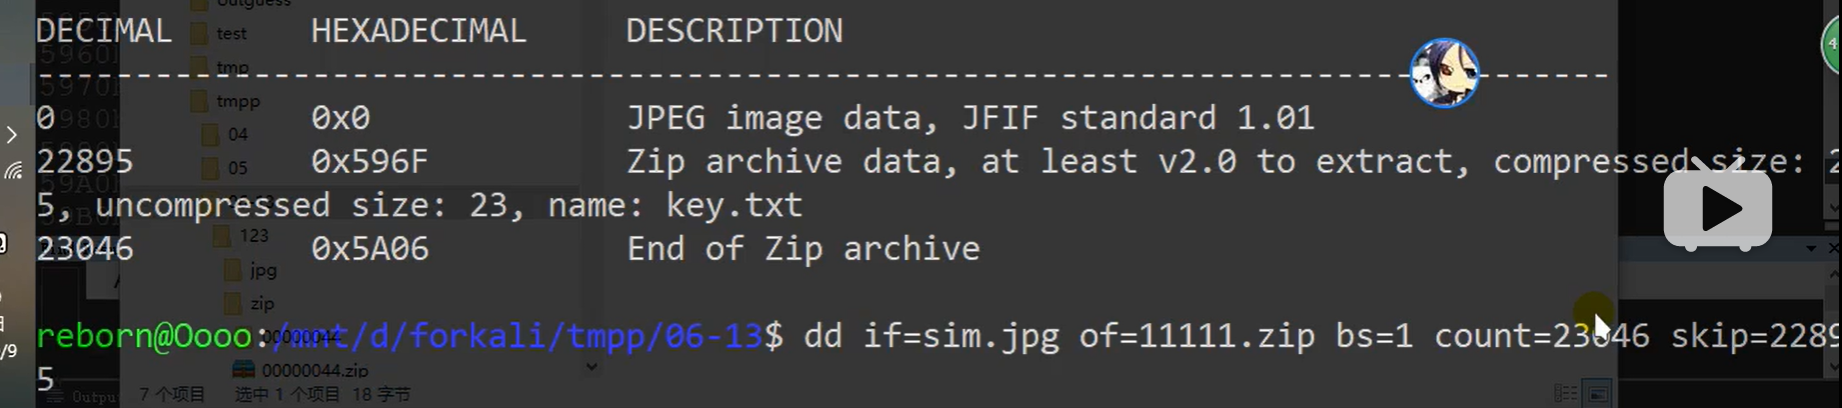 outguess
DECIMAL HEXADECIMAL DESCRIPTION
test
tmp
--------------------------------------------------------------------------------
tmpp
0 0x0 JPEG image data, JFIF standard 1.01
04
22895 0x596F Zip archive data, at least v2.0 to extract, compressed size: 2
05
5, uncompressed size: 23, name: key.txt
123
23046 0x5A06 End of Zip archive
jpg
zip
reborn@Oooo:/mnt/d/forkali/tmpp/06-13$ dd if=sim.jpg of=11111.zip bs=1 count=23046 skip=2289
00000044.zip
5
7 个项目 选中 1 个项目 18 字节